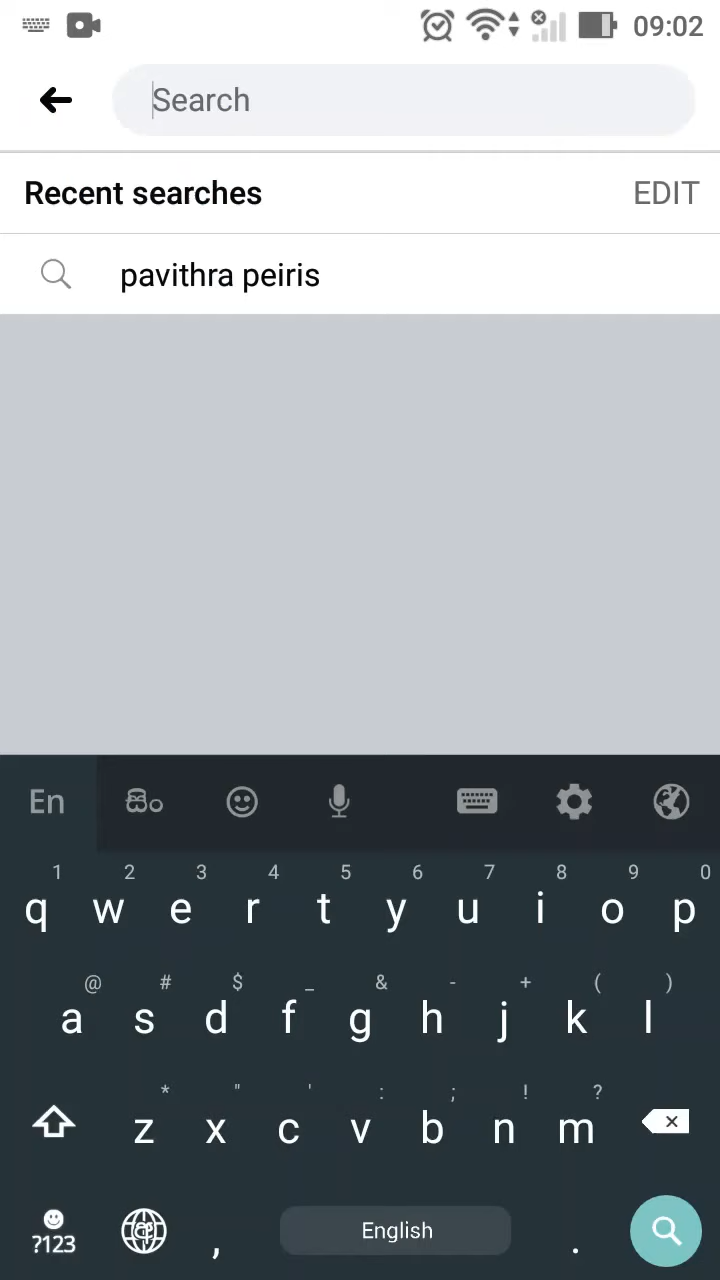 09:02
Search
Recent searches EDIT
pavithra peiris
En සිං
1 2 3 4 5 6 7 8 9 0
q w e r t y u i o p
@ # $ _ & - + ( )
a s d f g h j k l
* " ' : ; ! ?
z x c v b n m
?123 , English .